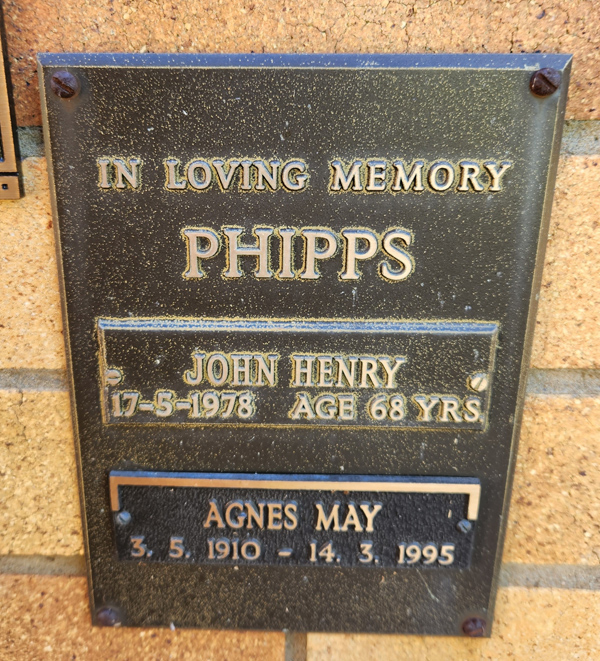 IN LOVING MEMORY
PHIPPS
JOHN HENRY
17-5-1978 AGE 68 YRS
AGNES MAY
3. 5. 1910 - 14. 3. 1995